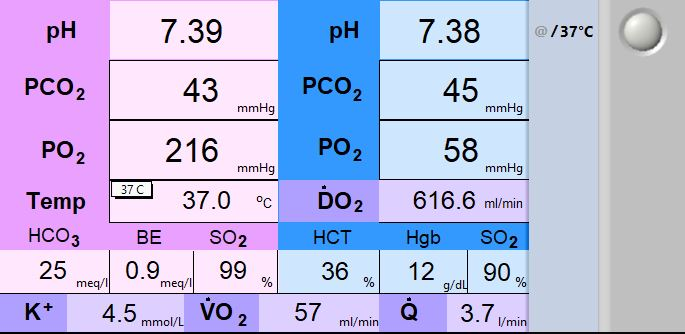 pH 7.39 pH 7.38 @ /37°C
PCO2 43 mmHg PCO2 45 mmHg
PO2 216 mmHg PO2 58 mmHg
Temp 37 C 37.0 °C ḊO2 616.6 ml/min
HCO3 BE SO2 HCT Hgb SO2
25 meq/l 0.9 meq/l 99 % 36 % 12 g/dL 90 %
K+ 4.5 mmol/L V̇O2 57 ml/min Q̇ 3.7 l/min